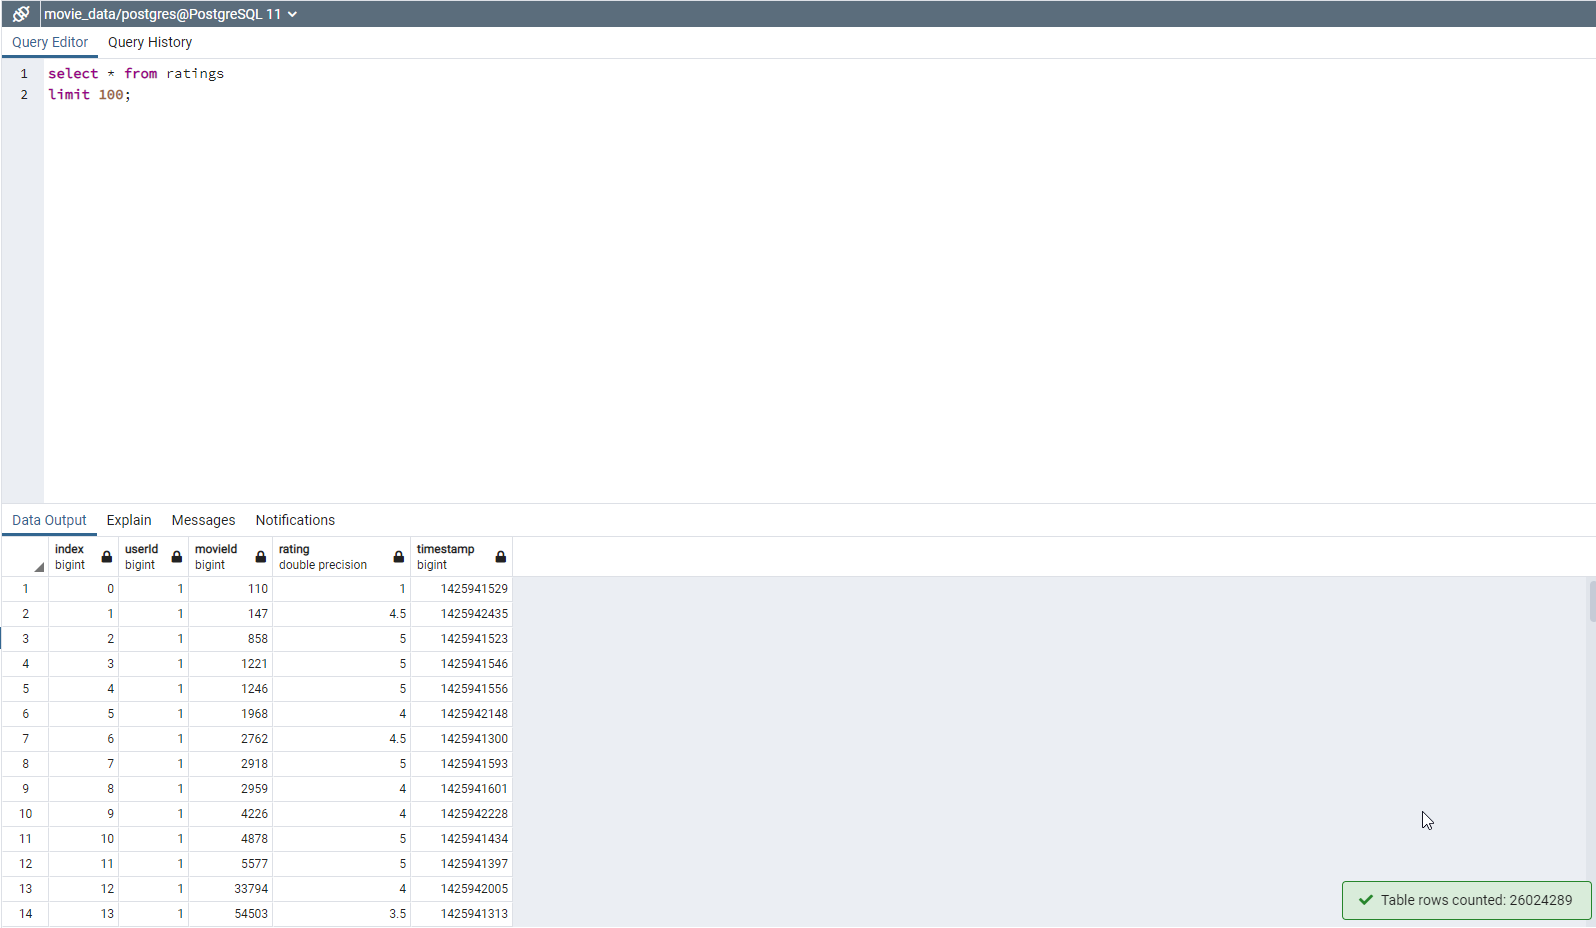 movie_data/postgres@PostgreSQL 11
Query Editor Query History
1 select * from ratings
2 limit 100;
Data Output Explain Messages Notifications
index userId movieId rating timestamp
bigint bigint bigint double precision bigint
1 0 1 110 1 1425941529
2 1 1 147 4.5 1425942435
3 2 1 858 5 1425941523
4 3 1 1221 5 1425941546
5 4 1 1246 5 1425941556
6 5 1 1968 4 1425942148
7 6 1 2762 4.5 1425941300
8 7 1 2918 5 1425941593
9 8 1 2959 4 1425941601
10 9 1 4226 4 1425942228
11 10 1 4878 5 1425941434
12 11 1 5577 5 1425941397
13 12 1 33794 4 1425942005
14 13 1 54503 3.5 1425941313
Table rows counted: 26024289